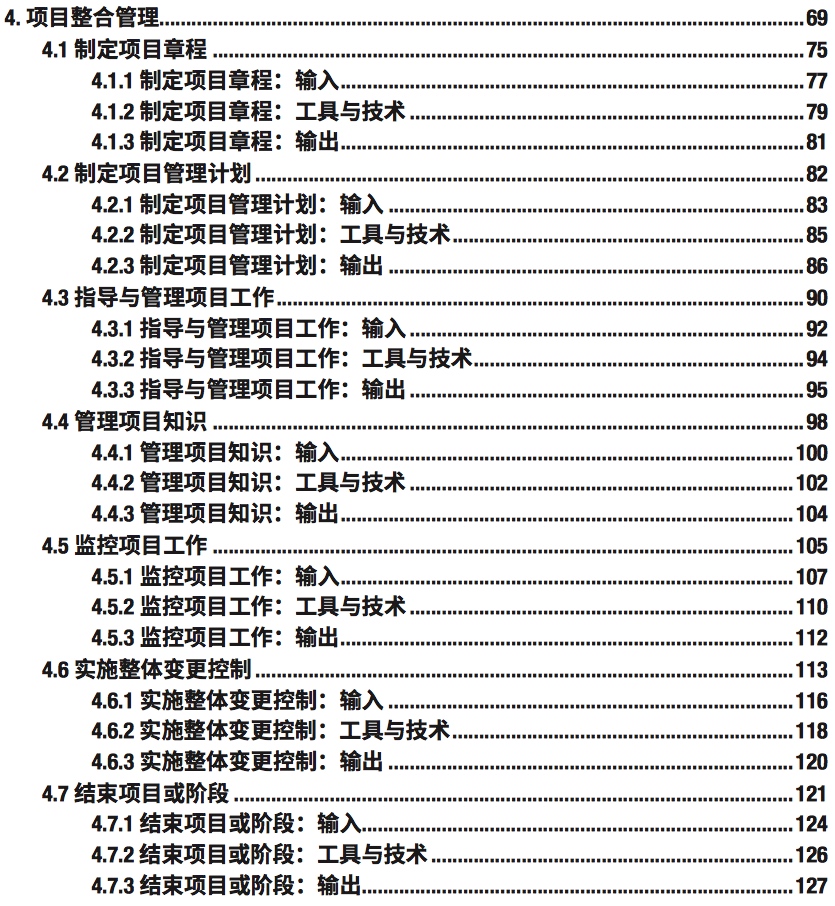 4. 项目整合管理........................................69
4.1 制定项目章程........................................75
4.1.1 制定项目章程：输入........................................77
4.1.2 制定项目章程：工具与技术........................................79
4.1.3 制定项目章程：输出........................................81
4.2 制定项目管理计划........................................82
4.2.1 制定项目管理计划：输入........................................83
4.2.2 制定项目管理计划：工具与技术........................................85
4.2.3 制定项目管理计划：输出........................................86
4.3 指导与管理项目工作........................................90
4.3.1 指导与管理项目工作：输入........................................92
4.3.2 指导与管理项目工作：工具与技术........................................94
4.3.3 指导与管理项目工作：输出........................................95
4.4 管理项目知识........................................98
4.4.1 管理项目知识：输入........................................100
4.4.2 管理项目知识：工具与技术........................................102
4.4.3 管理项目知识：输出........................................104
4.5 监控项目工作........................................105
4.5.1 监控项目工作：输入........................................107
4.5.2 监控项目工作：工具与技术........................................110
4.5.3 监控项目工作：输出........................................112
4.6 实施整体变更控制........................................113
4.6.1 实施整体变更控制：输入........................................116
4.6.2 实施整体变更控制：工具与技术........................................118
4.6.3 实施整体变更控制：输出........................................120
4.7 结束项目或阶段........................................121
4.7.1 结束项目或阶段：输入........................................124
4.7.2 结束项目或阶段：工具与技术........................................126
4.7.3 结束项目或阶段：输出........................................127